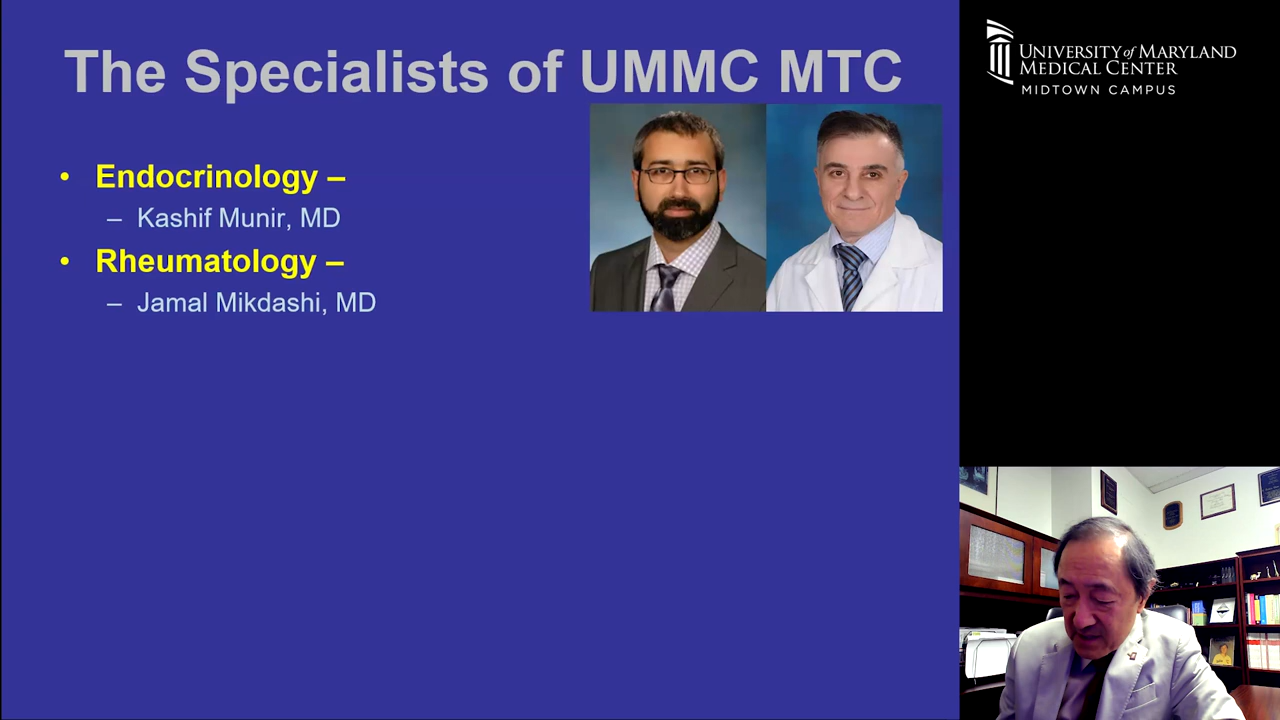 The Specialists of UMMC MTC
• Endocrinology –
– Kashif Munir, MD
• Rheumatology –
– Jamal Mikdashi, MD
UNIVERSITY of MARYLAND
MEDICAL CENTER
MIDTOWN CAMPUS